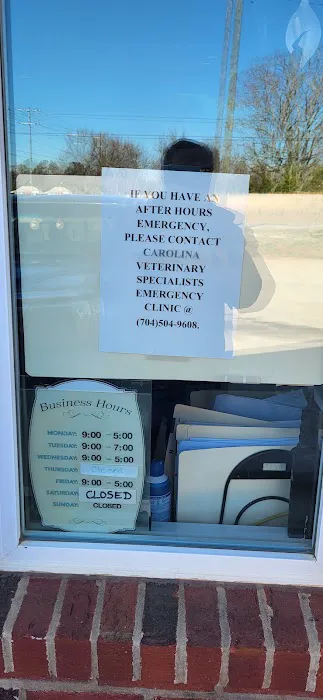 IF YOU HAVE AN
AFTER HOURS
EMERGENCY,
PLEASE CONTACT
CAROLINA
VETERINARY
SPECIALISTS
EMERGENCY
CLINIC @
(704)504-9608.
Business Hours
MONDAY: 9:00 - 5:00
TUESDAY: 9:00 - 7:00
WEDNESDAY: 9:00 - 5:00
THURSDAY: Closed
FRIDAY: 9:00 - 5:00
SATURDAY: CLOSED
SUNDAY: CLOSED